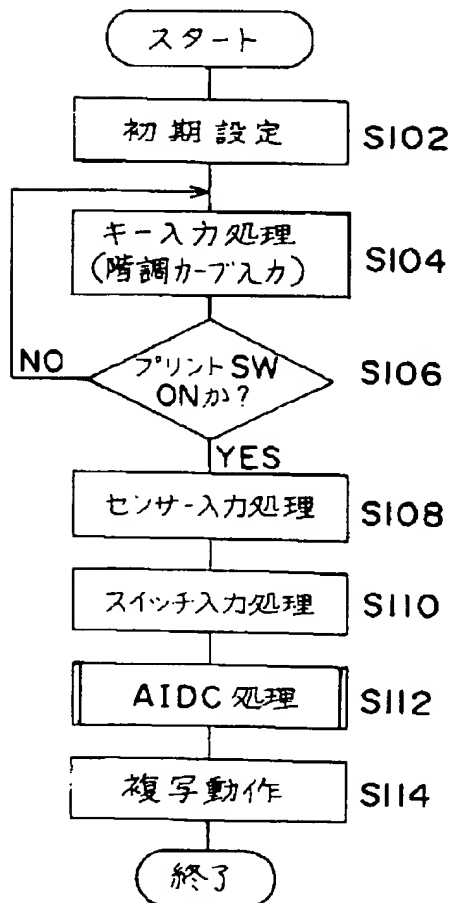 スタート
初期設定
S102
キー入力処理
(階調カーブ入力)
S104
プリントSW
ONか?
S106
NO
YES
センサー入力処理
S108
スイッチ入力処理
S110
AIDC処理
S112
複写動作
S114
終了